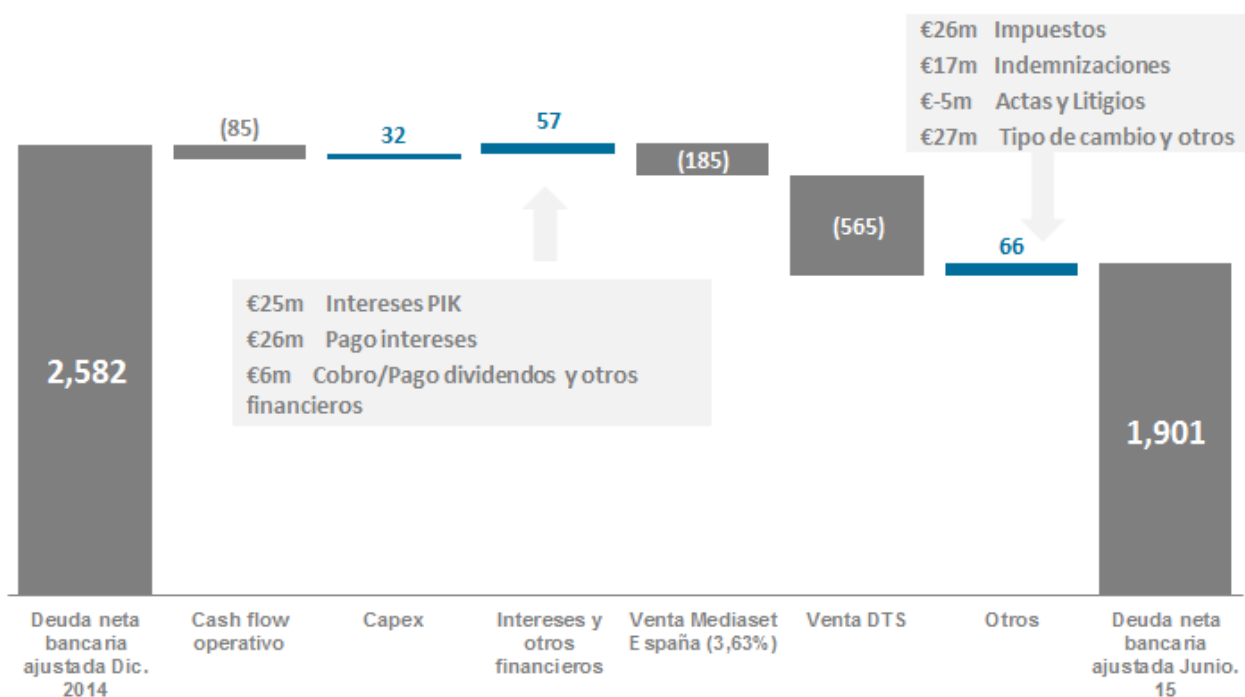 €26m Impuestos
€17m Indemnizaciones
€-5m Actas y Litigios
€27m Tipo de cambio y otros
(85)
32
57
(185)
(565)
66
€25m Intereses PIK
€26m Pago intereses
€6m Cobro/Pago dividendos y otros
financieros
2,582
1,901
Deuda neta
bancaria
ajustada Dic.
2014
Cash flow
operativo
Capex
Intereses y
otros
financieros
Venta Mediaset
España (3,63%)
Venta DTS
Otros
Deuda neta
bancaria
ajustada Junio.
15